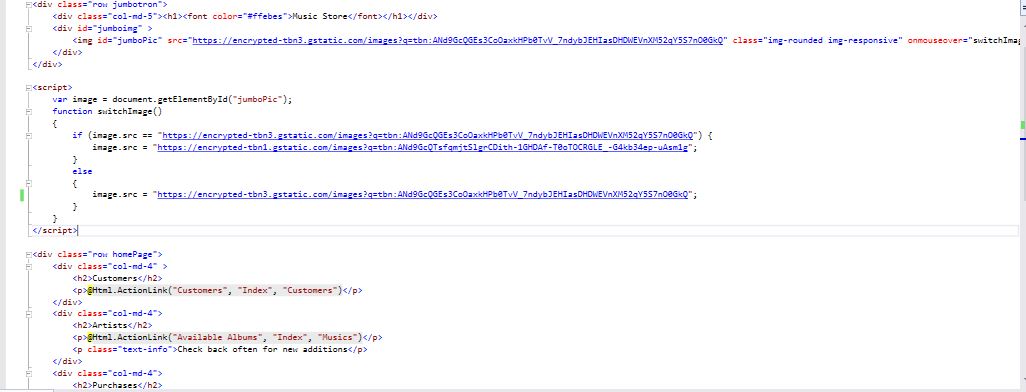 <div class="row jumbotron">
<div class="col-md-5"><h1><font color="#ffebes">Music Store</font></h1></div>
<div id="jumboimg" >
<img id="jumboPic" src="https://encrypted-tbn3.gstatic.com/images?q=tbn:ANd9GcQGEs3CoOaxkHPb0TvV_7ndybJEHIasDHDWEVnXM52qY5S7nO0GkQ" class="img-rounded img-responsive" onmouseover="switchImag
</div>
</div>
<script>
var image = document.getElementById("jumboPic");
function switchImage()
{
if (image.src == "https://encrypted-tbn3.gstatic.com/images?q=tbn:ANd9GcQGEs3CoOaxkHPb0TvV_7ndybJEHIasDHDWEVnXM52qY5S7nO0GkQ") {
image.src = "https://encrypted-tbn1.gstatic.com/images?q=tbn:ANd9GcQTsfqmjtSlgrCDith-1GHDAf-T0oTOCRGLE_-G4kb34ep-uAsm1g";
}
else
{
image.src = "https://encrypted-tbn3.gstatic.com/images?q=tbn:ANd9GcQGEs3CoOaxkHPb0TvV_7ndybJEHIasDHDWEVnXM52qY5S7nO0GkQ";
}
}
</script>
<div class="row homePage">
<div class="col-md-4" >
<h2>Customers</h2>
<p>@Html.ActionLink("Customers", "Index", "Customers")</p>
</div>
<div class="col-md-4">
<h2>Artists</h2>
<p>@Html.ActionLink("Available Albums", "Index", "Musics")</p>
<p class="text-info">Check back often for new additions</p>
</div>
<div class="col-md-4">
<h2>Purchases</h2>